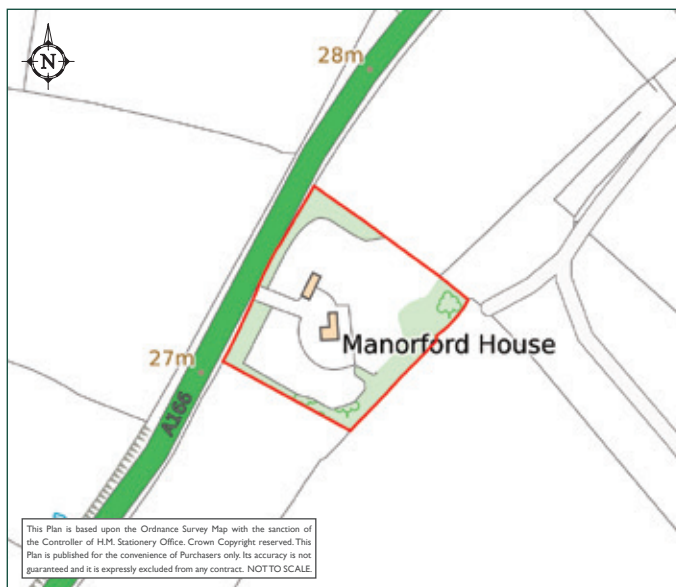 N
28m
Manorford House
27m
A166
This Plan is based upon the Ordnance Survey Map with the sanction of
the Controller of H.M. Stationery Office. Crown Copyright reserved. This
Plan is published for the convenience of Purchasers only. Its accuracy is not
guaranteed and it is expressly excluded from any contract. NOT TO SCALE.